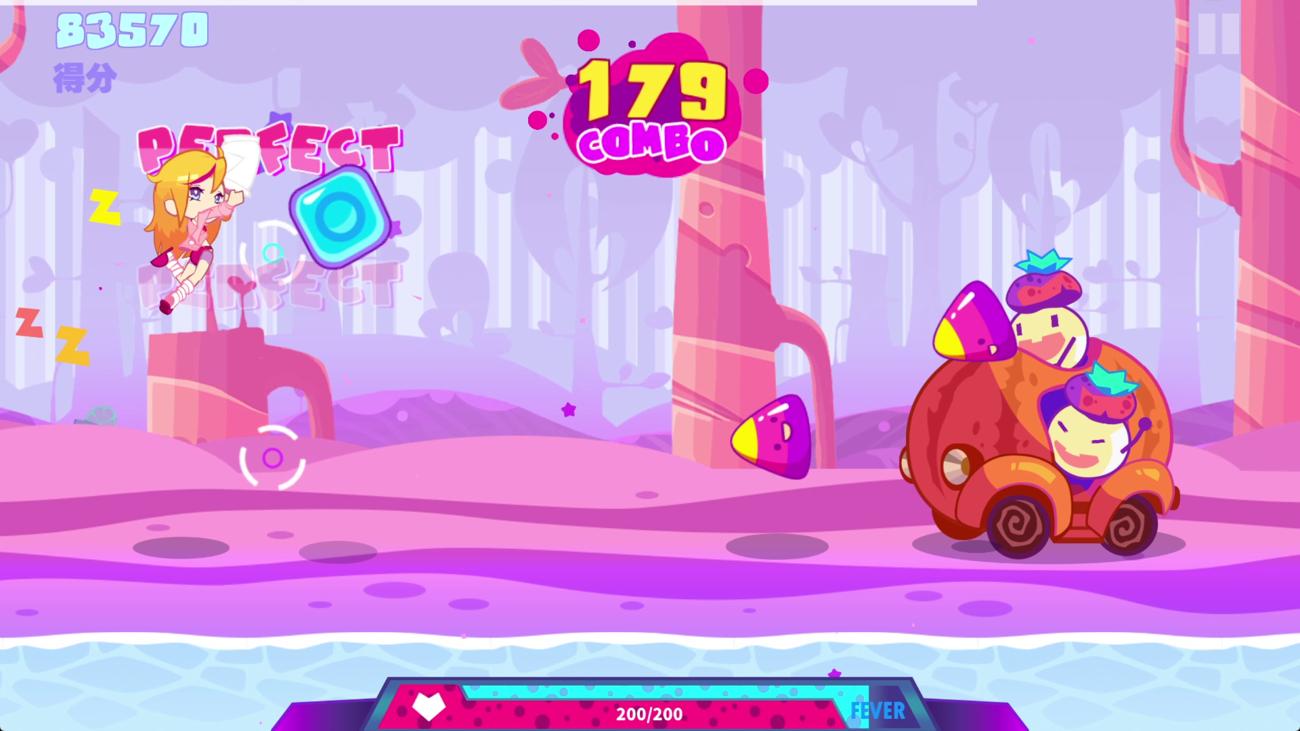 83570
得分
179
COMBO
PERFECT
PERFECT
Z
Z
Z
200/200
FEVER